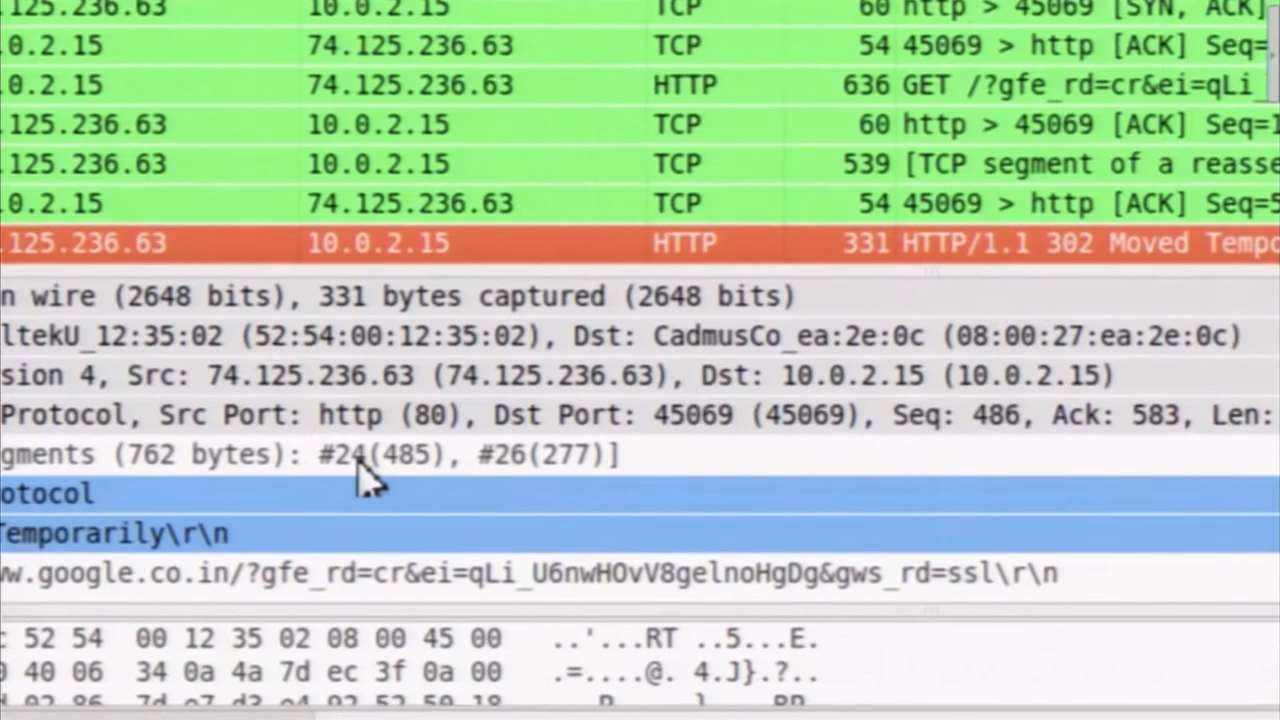 .125.236.63 10.0.2.15 TCP 60 http > 45069 [SYN, ACK]
.0.2.15 74.125.236.63 TCP 54 45069 > http [ACK] Seq=
.0.2.15 74.125.236.63 HTTP 636 GET /?gfe_rd=cr&ei=qLi_
.125.236.63 10.0.2.15 TCP 60 http > 45069 [ACK] Seq=1
.125.236.63 10.0.2.15 TCP 539 [TCP segment of a reasse
.0.2.15 74.125.236.63 TCP 54 45069 > http [ACK] Seq=5
.125.236.63 10.0.2.15 HTTP 331 HTTP/1.1 302 Moved Tempo
n wire (2648 bits), 331 bytes captured (2648 bits)
ltekU_12:35:02 (52:54:00:12:35:02), Dst: CadmusCo_ea:2e:0c (08:00:27:ea:2e:0c)
sion 4, Src: 74.125.236.63 (74.125.236.63), Dst: 10.0.2.15 (10.0.2.15)
Protocol, Src Port: http (80), Dst Port: 45069 (45069), Seq: 486, Ack: 583, Len:
gments (762 bytes): #24(485), #26(277)]
otocol
Temporarily\r\n
ww.google.co.in/?gfe_rd=cr&ei=qLi_U6nwHOvV8gelnoHgDg&gws_rd=ssl\r\n
52 54 00 12 35 02 08 00 45 00 ..'...RT ..5...E.
40 06 34 0a 4a 7d ec 3f 0a 00 .=....@. 4.J}.?..